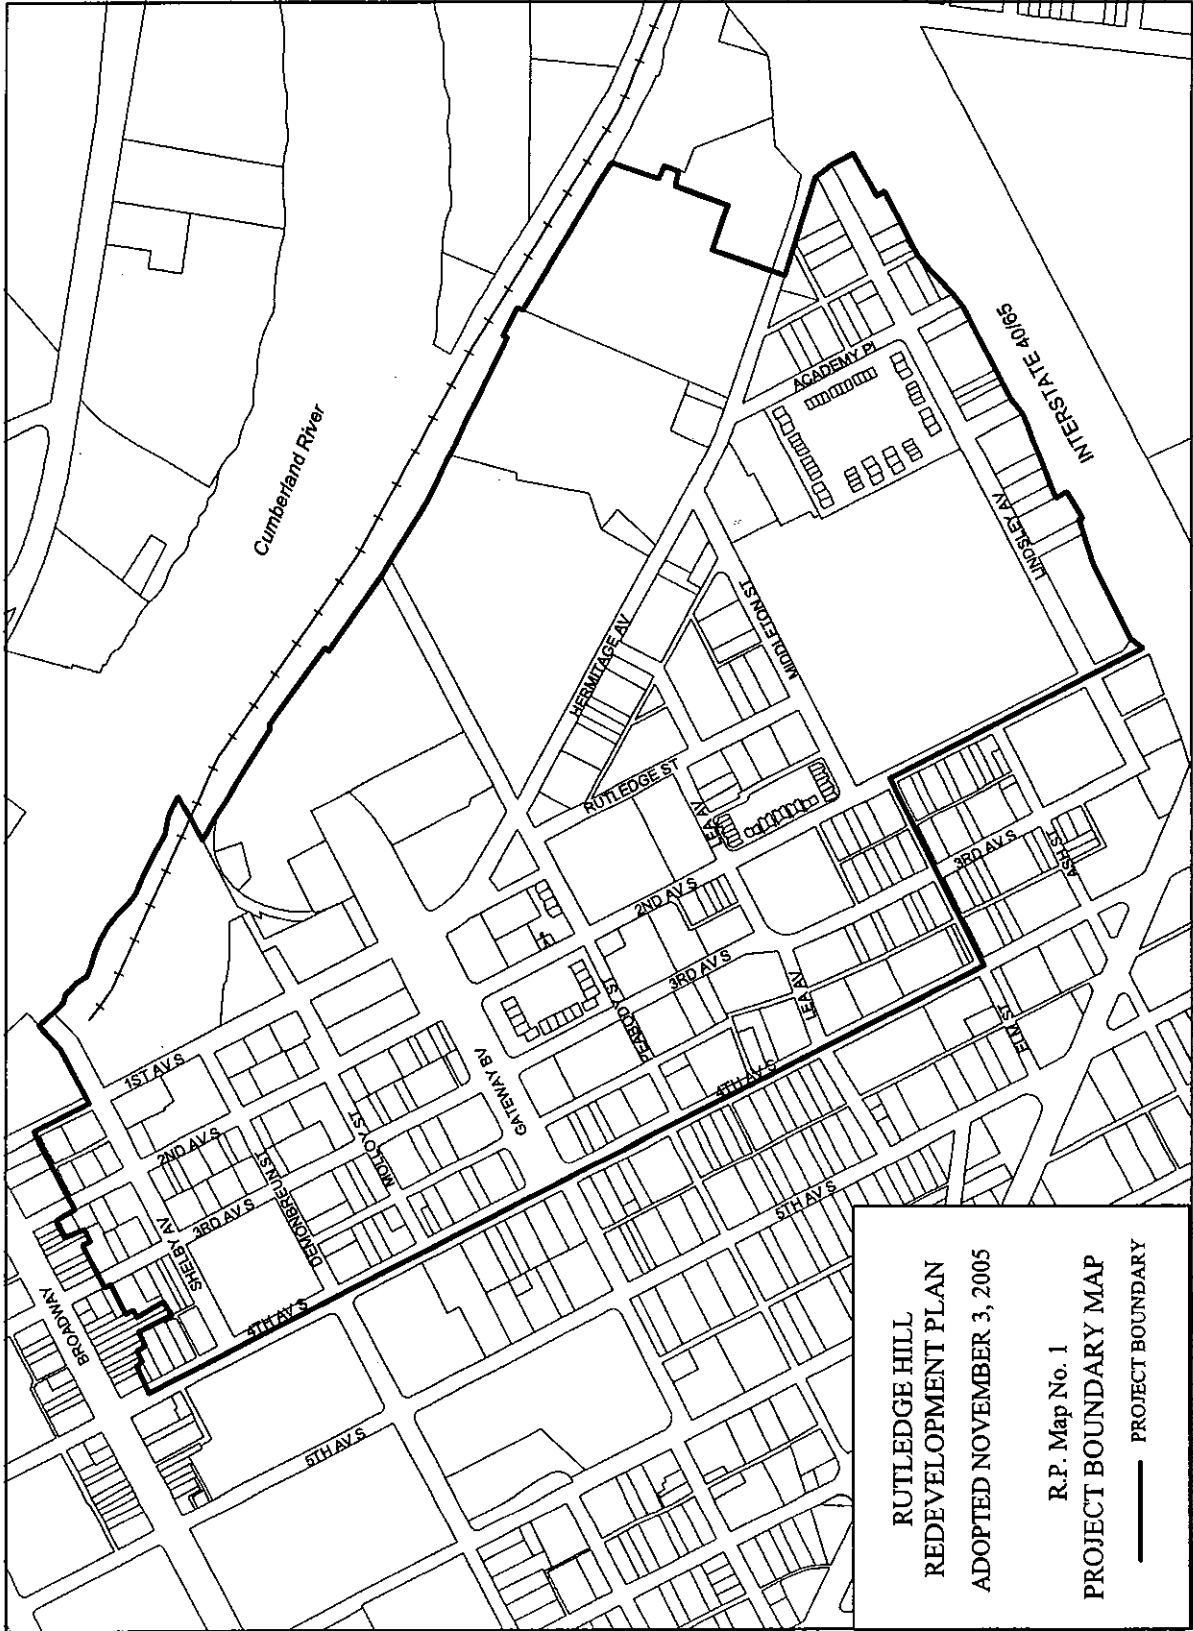 Cumberland River
INTERSTATE 40/65
ACADEMY Pl
LINDSLEY AV
HERMITAGE AV
MIDDLETON ST
RUTLEDGE ST
LEA AV
2ND AV S
3RD AV S
3RD AV S
ASH ST
LEA AV
PEABODY ST
ELM ST
4TH AV S
GATEWAY BV
1ST AV S
2ND AV S
MOLLOY ST
DEMONBREUN ST
3RD AV S
SHELBY AV
4TH AV S
BROADWAY
5TH AV S
5TH AV S
RUTLEDGE HILL
REDEVELOPMENT PLAN
ADOPTED NOVEMBER 3, 2005
R.P. Map No. 1
PROJECT BOUNDARY MAP
PROJECT BOUNDARY